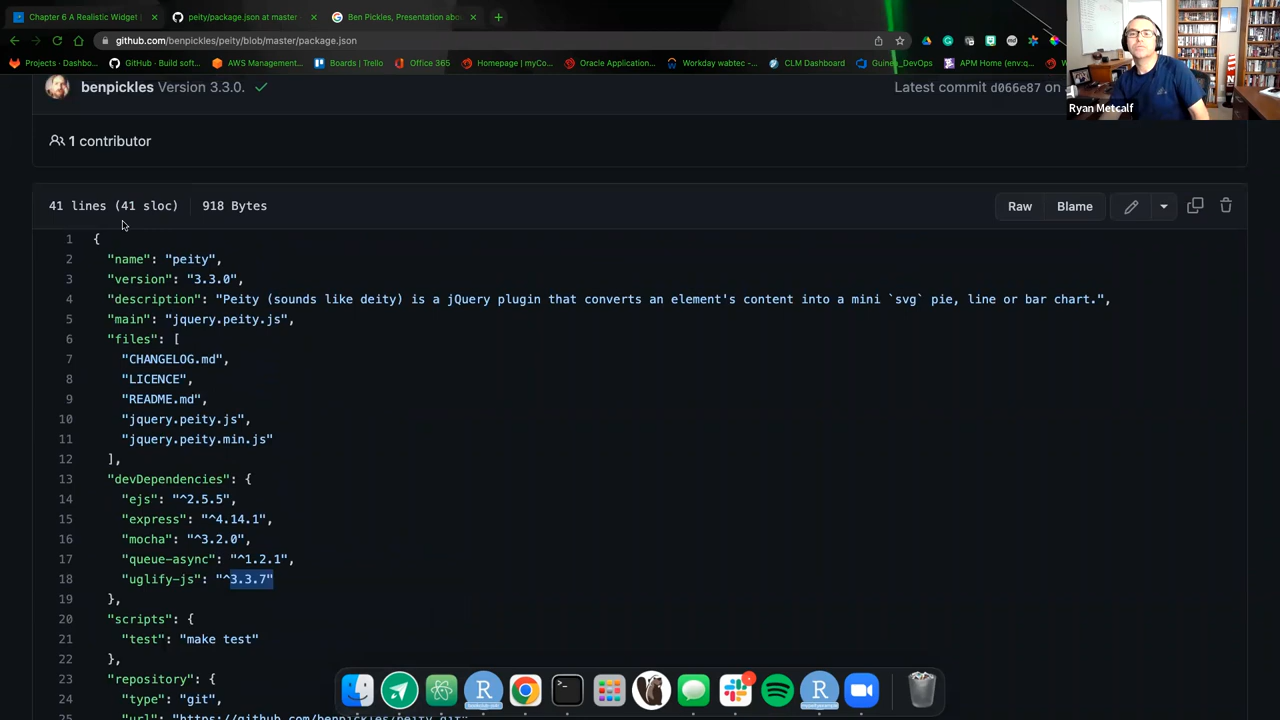 Chapter 6 A Realistic Widget
peity/package.json at master
Ben Pickles, Presentation abo
github.com/benpickles/peity/blob/master/package.json
Projects · Dashbo...
GitHub · Build soft...
AWS Management...
Boards | Trello
Office 365
Homepage | myCo...
Oracle Application...
Workday wabtec -...
CLM Dashboard
Guinea_DevOps
APM Home (env:q...
Ryan Metcalf
benpickles Version 3.3.0.
Latest commit d066e87 on
1 contributor
41 lines (41 sloc) 918 Bytes
Raw
Blame
1 {
2 "name": "peity",
3 "version": "3.3.0",
4 "description": "Peity (sounds like deity) is a jQuery plugin that converts an element's content into a mini `svg` pie, line or bar chart.",
5 "main": "jquery.peity.js",
6 "files": [
7 "CHANGELOG.md",
8 "LICENCE",
9 "README.md",
10 "jquery.peity.js",
11 "jquery.peity.min.js"
12 ],
13 "devDependencies": {
14 "ejs": "^2.5.5",
15 "express": "^4.14.1",
16 "mocha": "^3.2.0",
17 "queue-async": "^1.2.1",
18 "uglify-js": "^3.3.7"
19 },
20 "scripts": {
21 "test": "make test"
22 },
23 "repository": {
24 "type": "git",
25 "url": "https://github.com/benpickles/peity.git"